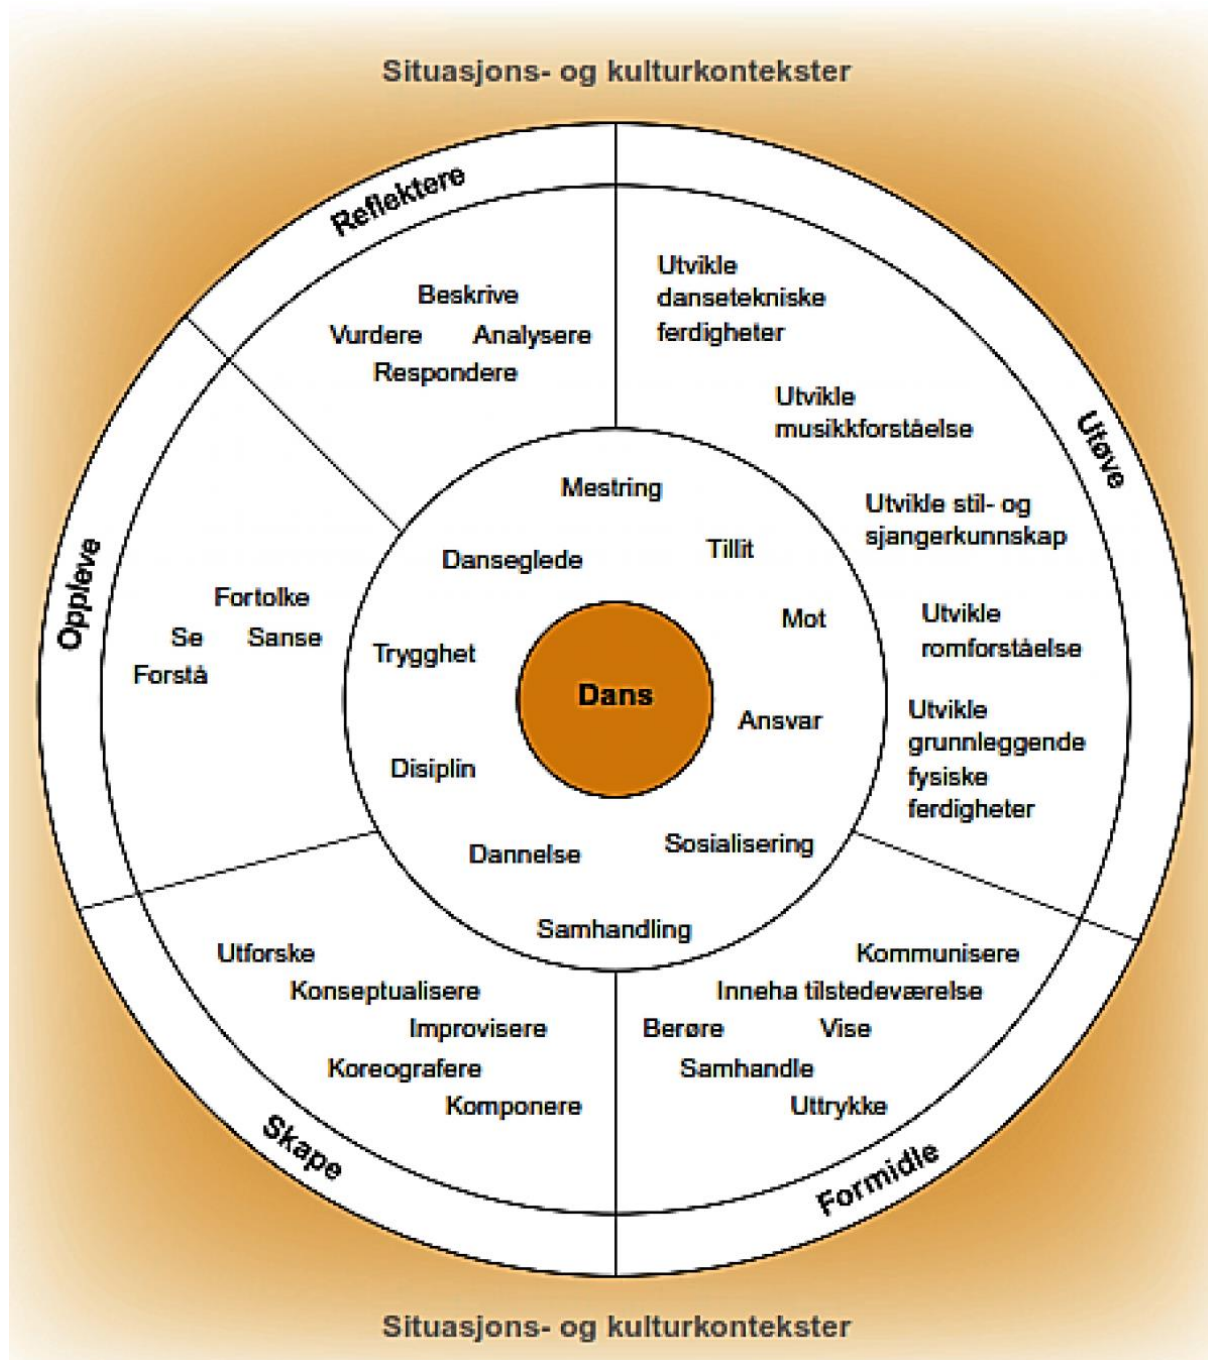 Situasjons- og kulturkontekster
Reflektere
Beskrive
Vurdere Analysere
Respondere
Utøve
Utvikle
dansetekniske
ferdigheter
Utvikle
musikkforståelse
Utvikle stil- og
sjangerkunnskap
Utvikle
romforståelse
Utvikle
grunnleggende
fysiske
ferdigheter
Oppleve
Fortolke
Se Sanse
Forstå
Mestring
Danseglede
Tillit
Mot
Trygghet
Dans
Ansvar
Disiplin
Dannelse
Sosialisering
Samhandling
Skape
Utforske
Konseptualisere
Improvisere
Koreografere
Komponere
Formidle
Kommunisere
Inneha tilstedeværelse
Berøre Vise
Samhandle
Uttrykke
Situasjons- og kulturkontekster